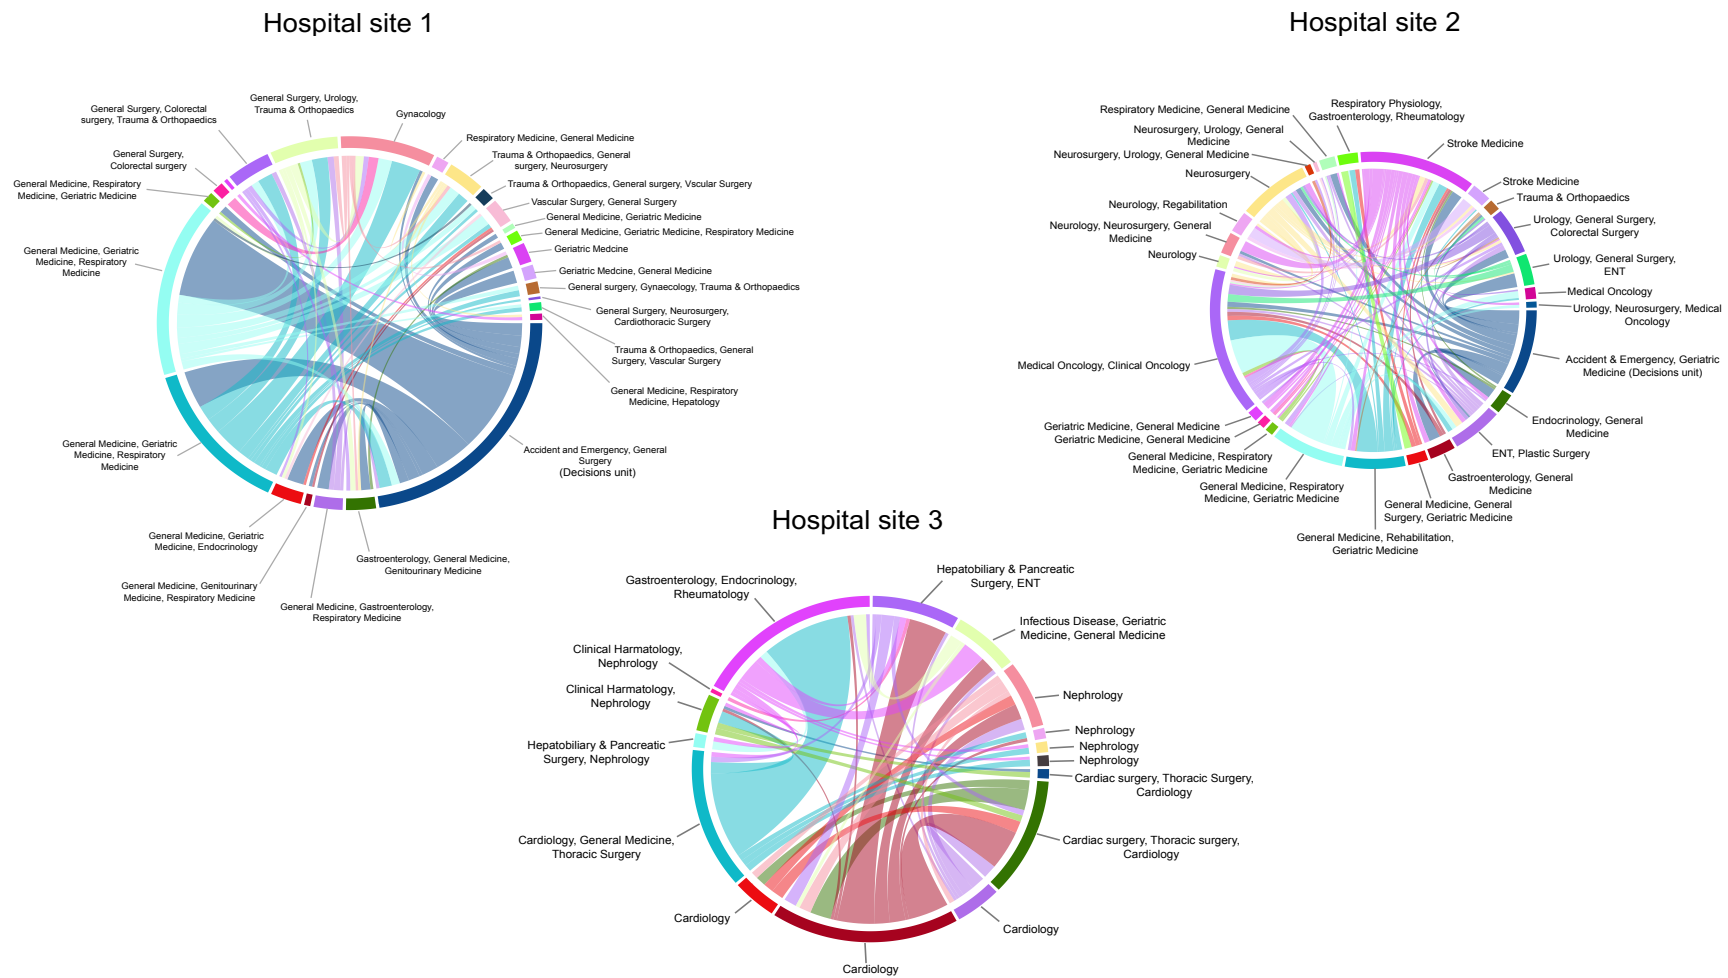 Hospital site 1
General Surgery, Urology,
Trauma & Orthopaedics
General Surgery, Colorectal
surgery, Trauma & Orthopaedics
Gynacology
General Surgery,
Colorectal surgery
Respiratory Medicine, General Medicine
Trauma & Orthopaedics, General
surgery, Neurosurgery
General Medicine, Respiratory
Medicine, Geriatric Medicine
Trauma & Orthopaedics, General surgery, Vscular Surgery
Vascular Surgery, General Surgery
General Medicine, Geriatric Medicine
General Medicine, Geriatric Medicine, Respiratory Medicine
General Medicine, Geriatric
Medicine, Respiratory
Medicine
Geriatric Medcine
Geriatric Medcine, General Medicine
General surgery, Gynaecology, Trauma & Orthopaedics
General Surgery, Neurosurgery,
Cardiothoracic Surgery
Trauma & Orthopaedics, General
Surgery, Vascular Surgery
General Medicine, Respiratory
Medicine, Hepatology
General Medicine, Geriatric
Medicine, Respiratory
Medicine
Accident and Emergency, General
Surgery
(Decisions unit)
General Medicine, Geriatric
Medicine, Endocrinology
Gastroenterology, General Medicine,
Genitourinary Medicine
General Medicine, Genitourinary
Medicine, Respiratory Medicine
General Medicine, Gastroenterology,
Respiratory Medicine
Hospital site 2
Respiratory Medicine, General Medicine
Respiratory Physiology,
Gastroenterology, Rheumatology
Neurosurgery, Urology, General
Medicine
Stroke Medicine
Neurosurgery, Urology, General Medicine
Neurosurgery
Stroke Medicine
Trauma & Orthopaedics
Neurology, Regabilitation
Urology, General Surgery,
Colorectal Surgery
Neurology, Neurosurgery, General
Medicine
Neurology
Urology, General Surgery,
ENT
Medical Oncology
Urology, Neurosurgery, Medical
Oncology
Medical Oncology, Clinical Oncology
Accident & Emergency, Geriatric
Medicine (Decisions unit)
Geriatric Medicine, General Medicine
Geriatric Medicine, General Medicine
Endocrinology, General
Medicine
General Medicine, Respiratory
Medicine, Geriatric Medicine
ENT, Plastic Surgery
General Medicine, Respiratory
Medicine, Geriatric Medicine
Gastroenterology, General
Medicine
General Medicine, General
Surgery, Geriatric Medicine
General Medicine, Rehabilitation,
Geriatric Medicine
Hospital site 3
Gastroenterology, Endocrinology,
Rheumatology
Hepatobiliary & Pancreatic
Surgery, ENT
Infectious Disease, Geriatric
Medicine, General Medicine
Clinical Harmatology,
Nephrology
Clinical Harmatology,
Nephrology
Nephrology
Nephrology
Hepatobiliary & Pancreatic
Surgery, Nephrology
Nephrology
Nephrology
Cardiac surgery, Thoracic Surgery,
Cardiology
Cardiology, General Medicine,
Thoracic Surgery
Cardiac surgery, Thoracic surgery,
Cardiology
Cardiology
Cardiology
Cardiology